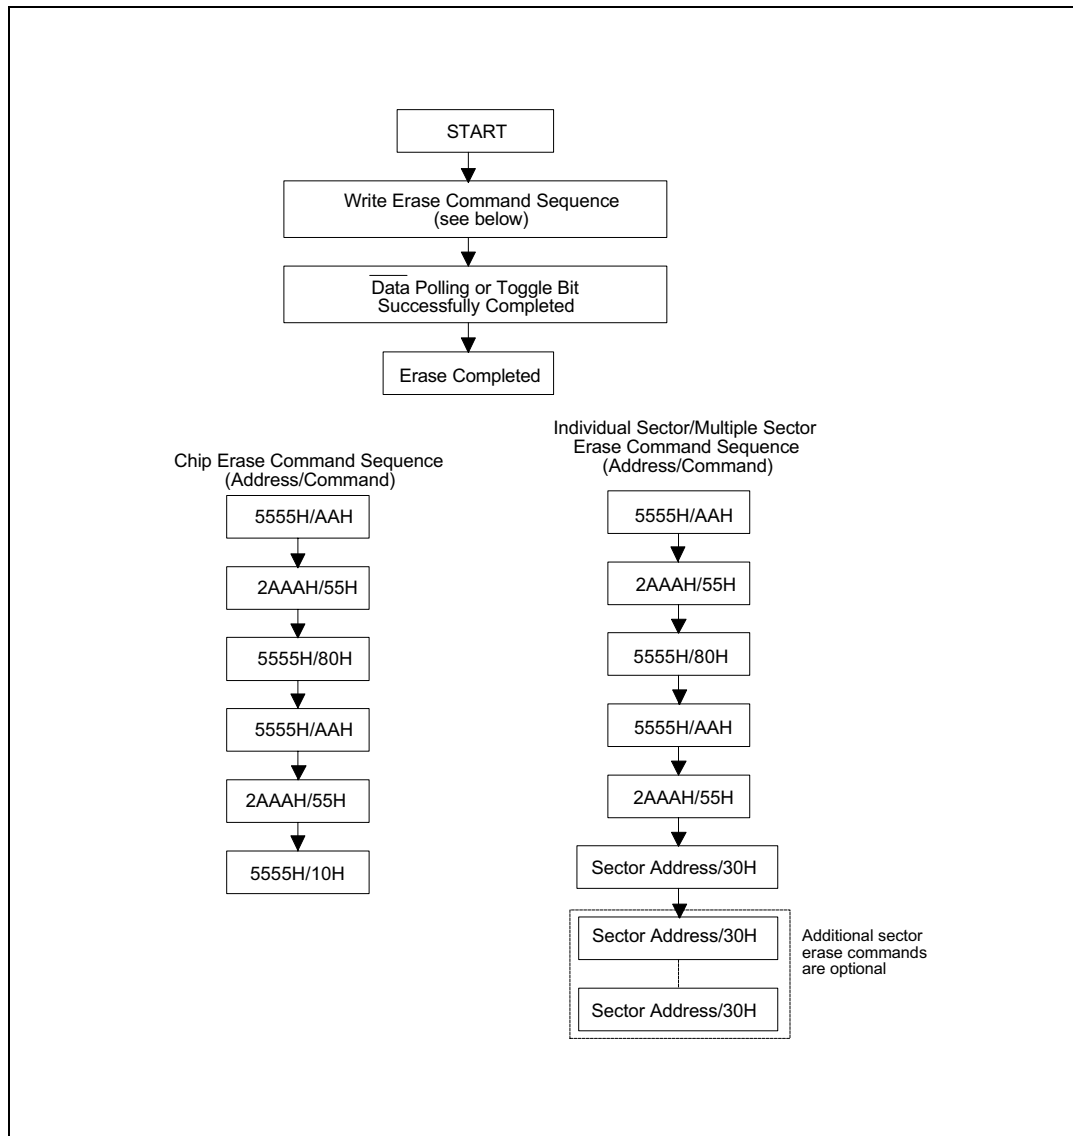 START
Write Erase Command Sequence
(see below)
Data Polling or Toggle Bit
Successfully Completed
Erase Completed
Chip Erase Command Sequence
(Address/Command)
5555H/AAH
2AAAH/55H
5555H/80H
5555H/AAH
2AAAH/55H
5555H/10H
Individual Sector/Multiple Sector
Erase Command Sequence
(Address/Command)
5555H/AAH
2AAAH/55H
5555H/80H
5555H/AAH
2AAAH/55H
Sector Address/30H
Sector Address/30H
Sector Address/30H
Additional sector
erase commands
are optional